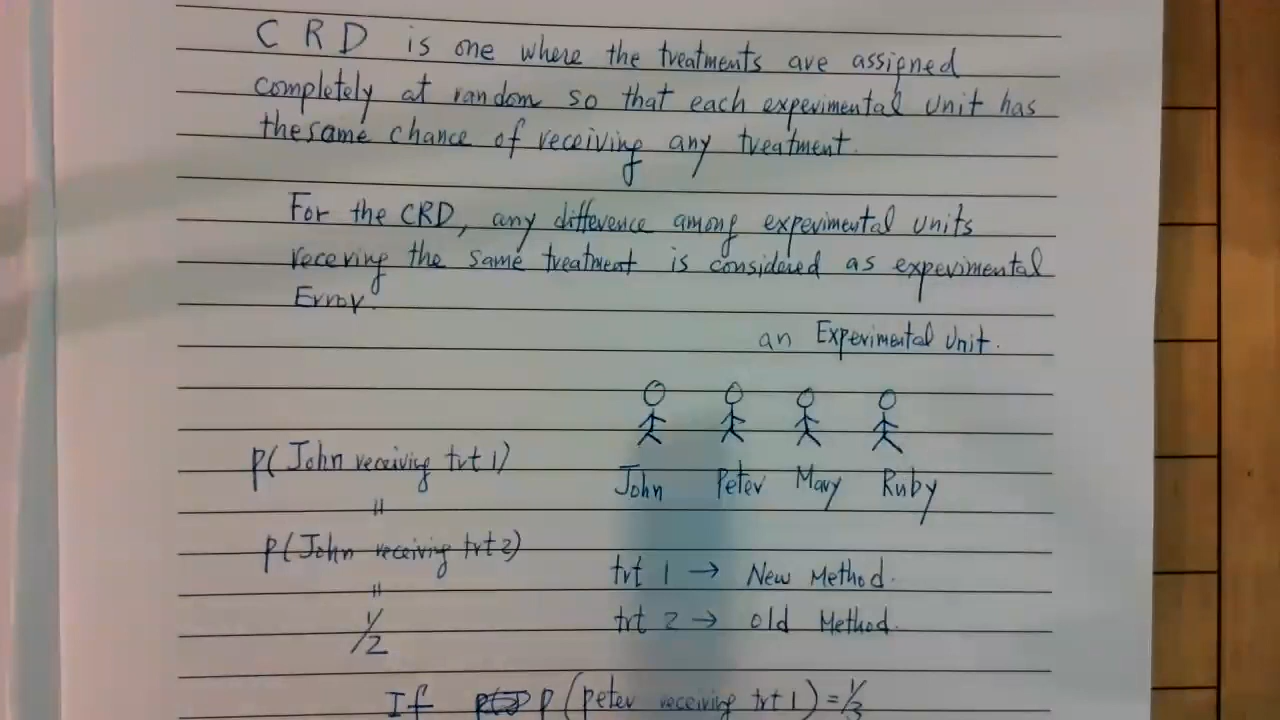 C R D is one where the treatments are assigned
completely at random so that each experimental unit has
the same chance of receiving any treatment.
For the CRD, any difference among experimental units
receving the same treatment is considered as experimental
Error.
an Experimental Unit.
John Peter Mary Ruby
P(John receiving trt 1)
=
P(John receiving trt 2)
=
1/2
trt 1 → New Method.
trt 2 → old Method.
If P(peter receiving trt 1) = 1/3